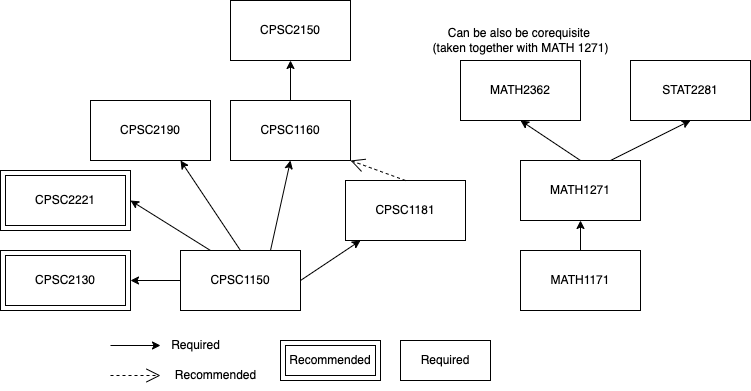 CPSC2150
Can be also be corequisite
(taken together with MATH 1271)
MATH2362
STAT2281
CPSC2190
CPSC1160
CPSC2221
CPSC1181
MATH1271
CPSC2130
CPSC1150
MATH1171
Required
Recommended
Recommended
Required